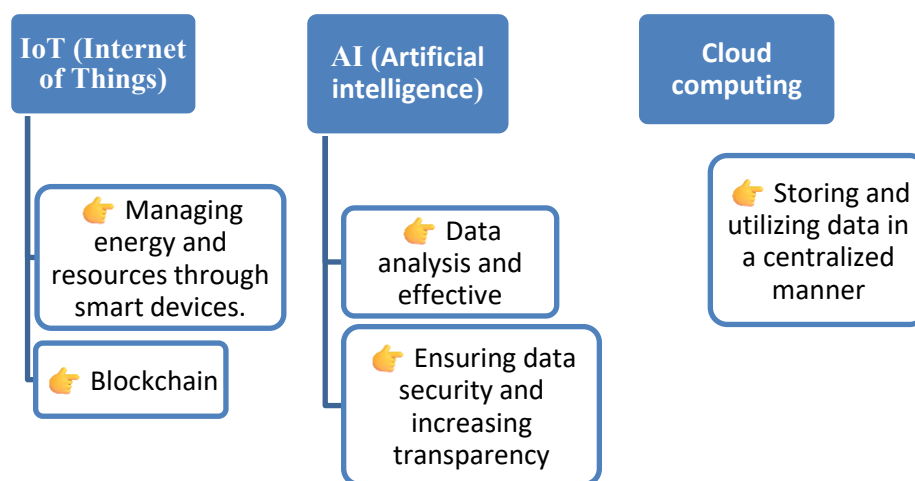 IoT (Internet
of Things)
👉 Managing
energy and
resources through
smart devices.
👉 Blockchain
AI (Artificial
intelligence)
👉 Data
analysis and
effective
👉 Ensuring data
security and
increasing
transparency
Cloud
computing
👉 Storing and
utilizing data in
a centralized
manner